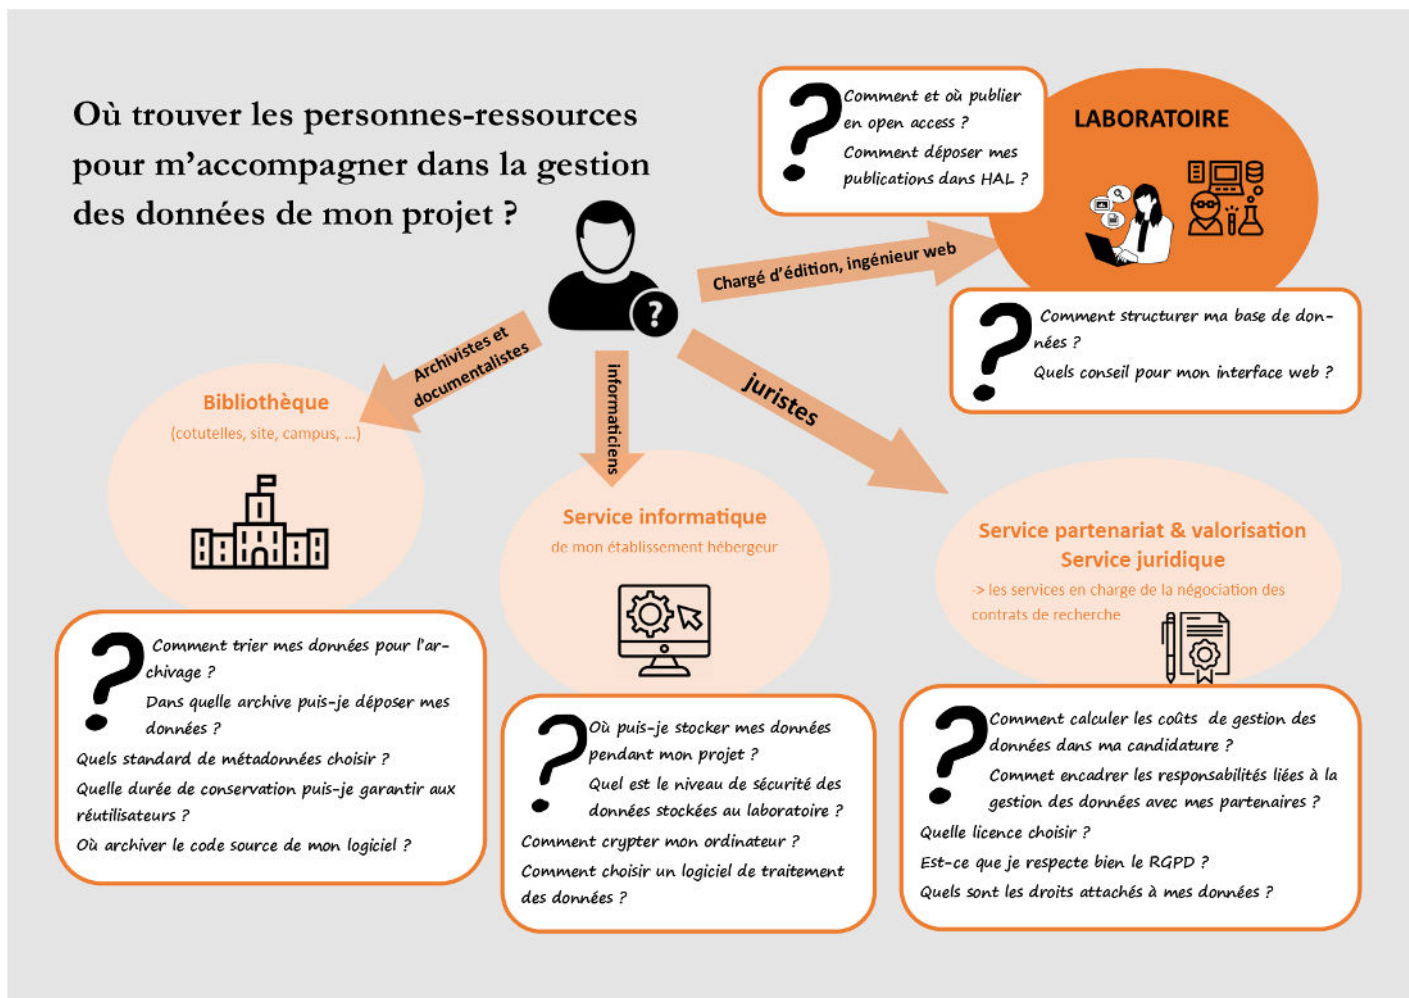 Où trouver les personnes-ressources
pour m'accompagner dans la gestion
des données de mon projet ?
Comment et où publier
en open access ?
Comment déposer mes
publications dans HAL ?
LABORATOIRE
Chargé d'édition, ingénieur web
Comment structurer ma base de don-
nées ?
Quels conseil pour mon interface web ?
Archivistes et
documentalistes
informaticiens
juristes
Bibliothèque
(cotutelles, site, campus, ...)
Comment trier mes données pour l'ar-
chivage ?
Dans quelle archive puis-je déposer mes
données ?
Quels standard de métadonnées choisir ?
Quelle durée de conservation puis-je garantir aux
réutilisateurs ?
Où archiver le code source de mon logiciel ?
Service informatique
de mon établissement hébergeur
Où puis-je stocker mes données
pendant mon projet ?
Quel est le niveau de sécurité des
données stockées au laboratoire ?
Comment crypter mon ordinateur ?
Comment choisir un logiciel de traitement
des données ?
Service partenariat & valorisation
Service juridique
-> les services en charge de la négociation des
contrats de recherche
Comment calculer les coûts de gestion des
données dans ma candidature ?
Commet encadrer les responsabilités liées à la
gestion des données avec mes partenaires ?
Quelle licence choisir ?
Est-ce que je respecte bien le RGPD ?
Quels sont les droits attachés à mes données ?